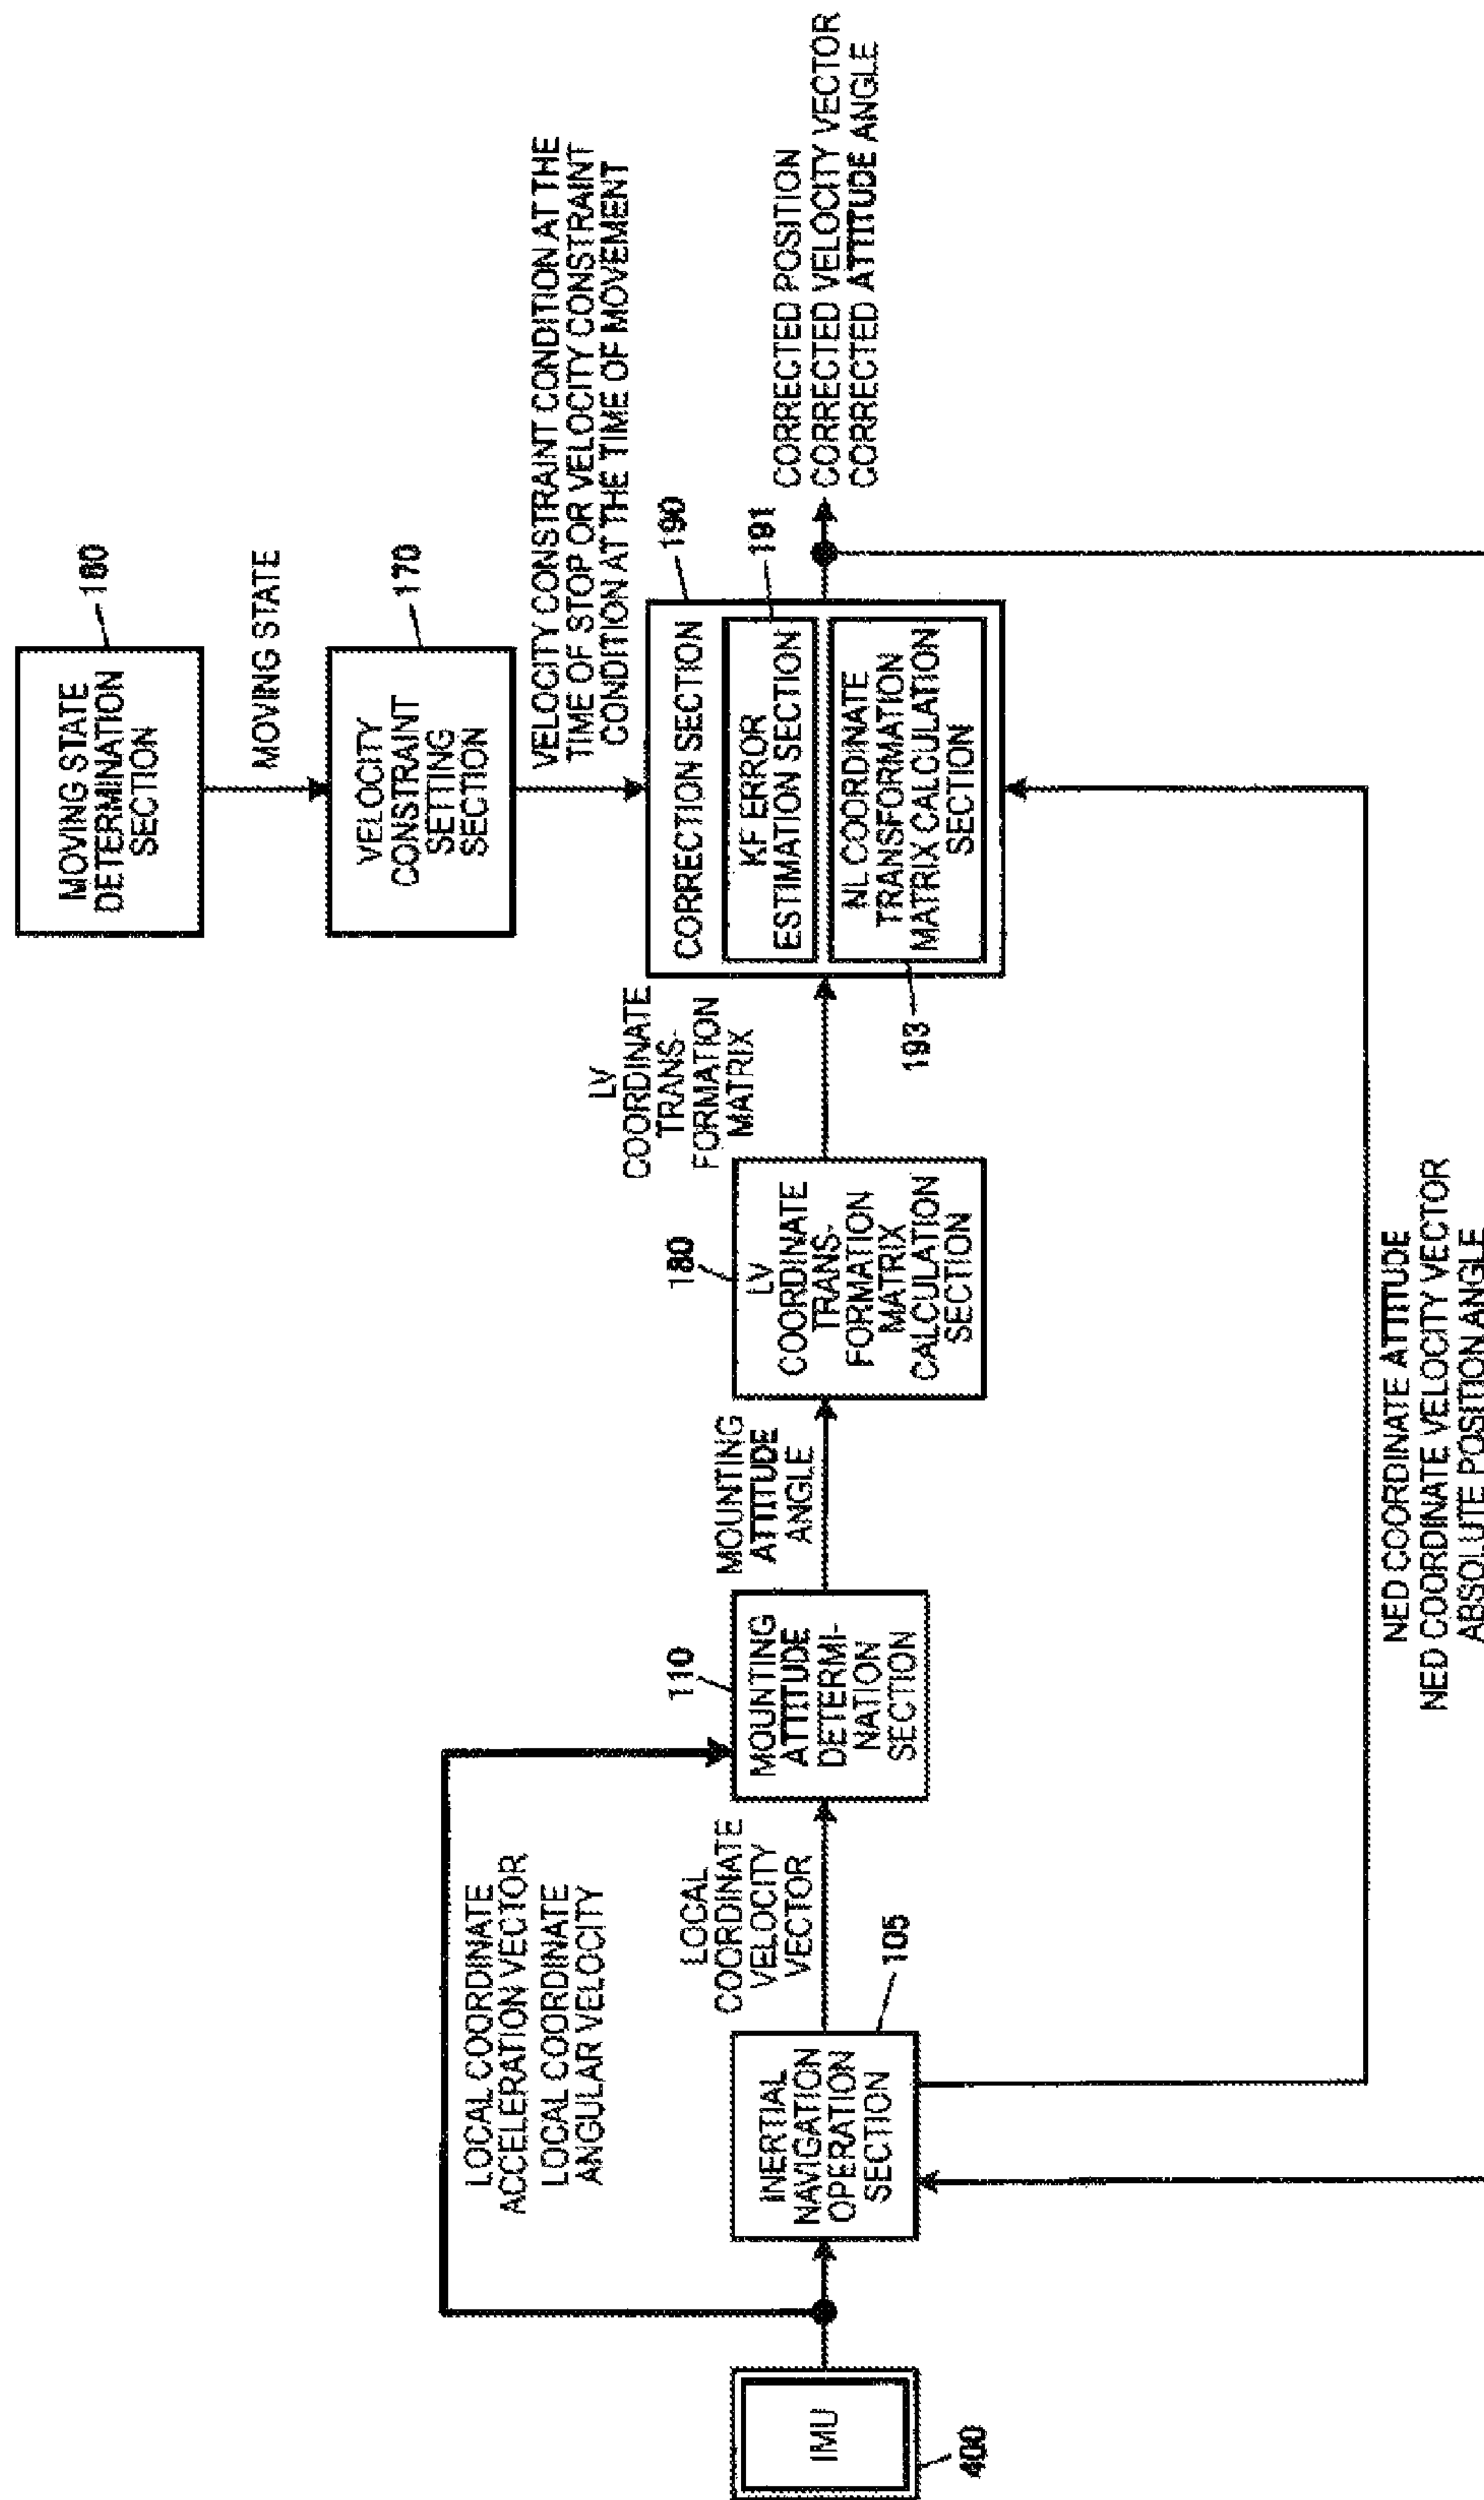 MOVING STATE
DETERMINATION
SECTION
160
MOVING STATE
VELOCITY
CONSTRAINT
SETTING
SECTION
170
VELOCITY CONSTRAINT CONDITION AT THE
TIME OF STOP OR VELOCITY CONSTRAINT
CONDITION AT THE TIME OF MOVEMENT
LOCAL COORDINATE
ACCELERATION VECTOR
LOCAL COORDINATE
ANGULAR VELOCITY
IMU
400
INERTIAL
NAVIGATION
OPERATION
SECTION
105
LOCAL
COORDINATE
VELOCITY
VECTOR
110
MOUNTING
ATTITUDE
DETERMI-
NATION
SECTION
MOUNTING
ATTITUDE
ANGLE
180
LV
COORDINATE
TRANS-
FORMATION
MATRIX
CALCULATION
SECTION
LV
COORDINATE
TRANS-
FORMATION
MATRIX
190
CORRECTION SECTION
191
KF ERROR
ESTIMATION SECTION
NL COORDINATE
TRANSFORMATION
MATRIX CALCULATION
SECTION
193
CORRECTED POSITION
CORRECTED VELOCITY VECTOR
CORRECTED ATTITUDE ANGLE
NED COORDINATE ATTITUDE
NED COORDINATE VELOCITY VECTOR
ABSOLUTE POSITION ANGLE